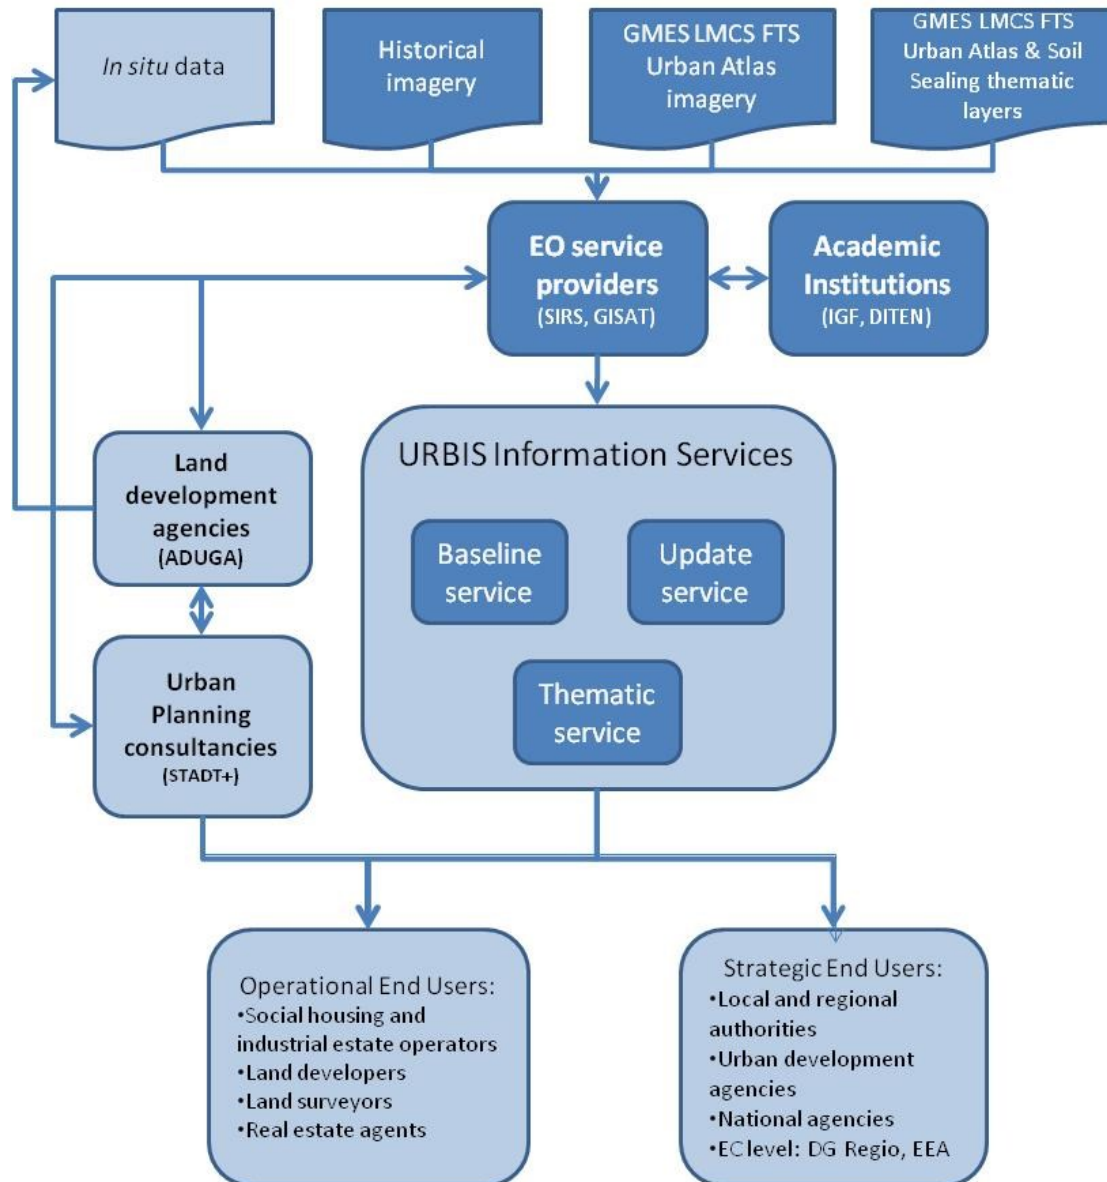 In situ data
Historical
imagery
GMES LMCS FTS
Urban Atlas
imagery
GMES LMCS FTS
Urban Atlas & Soil
Sealing thematic
layers
EO service
providers
(SIRS, GISAT)
Academic
Institutions
(IGF, DITEN)
Land
development
agencies
(ADUGA)
URBIS Information Services
Baseline
service
Update
service
Thematic
service
Urban
Planning
consultancies
(STADT+)
Operational End Users:
•Social housing and
industrial estate operators
•Land developers
•Land surveyors
•Real estate agents
Strategic End Users:
•Local and regional
authorities
•Urban development
agencies
•National agencies
•EC level: DG Regio, EEA